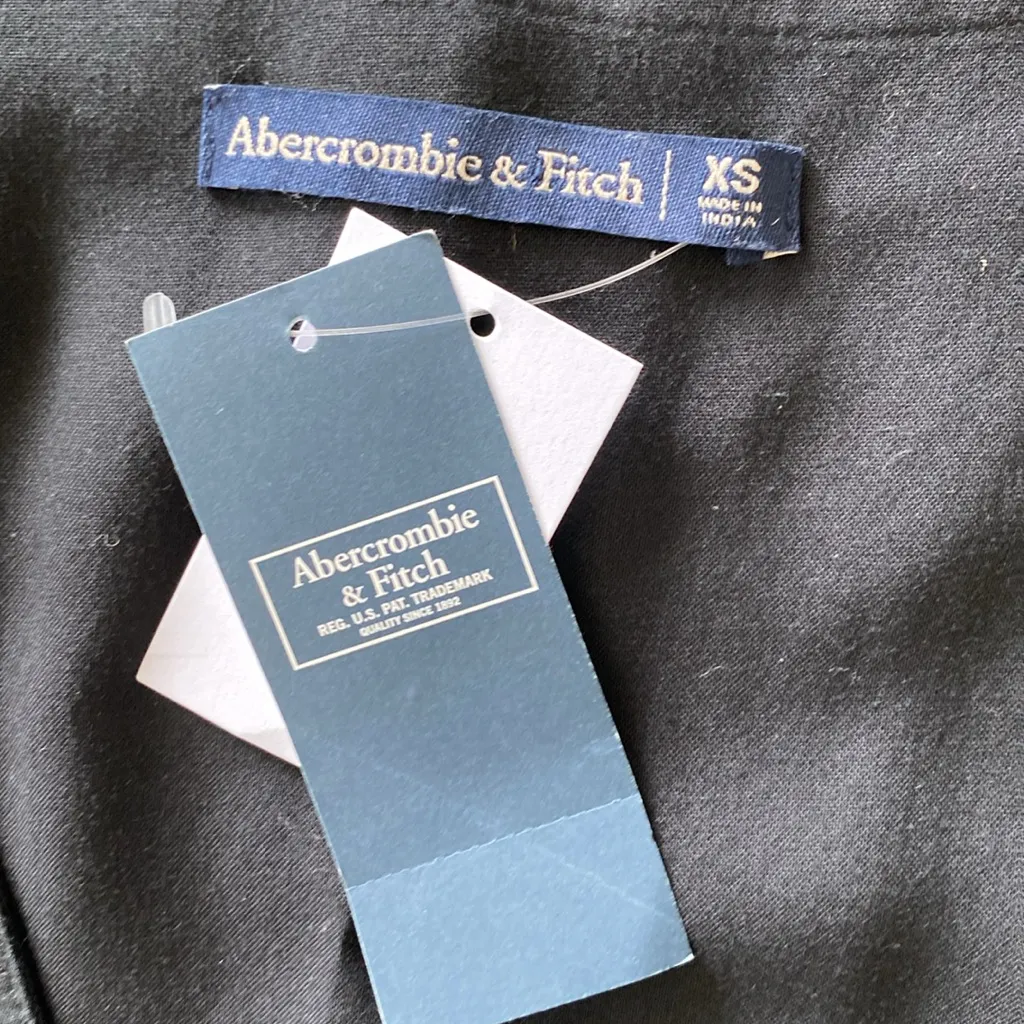 Abercrombie & Fitch | XS
MADE IN
INDIA
Abercrombie
& Fitch
REG. U.S. PAT. TRADEMARK
QUALITY SINCE 1892